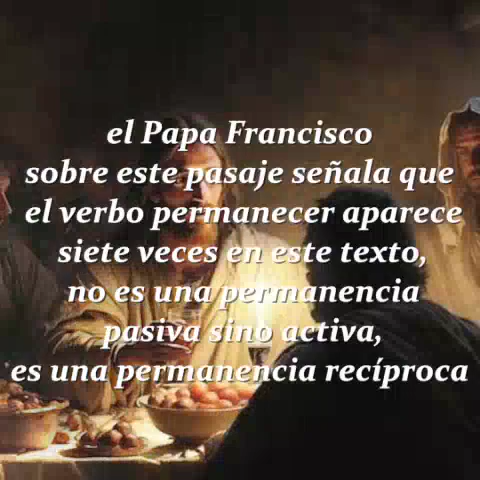 el Papa Francisco
sobre este pasaje señala que
el verbo permanecer aparece
siete veces en este texto,
no es una permanencia
pasiva sino activa,
es una permanencia recíproca